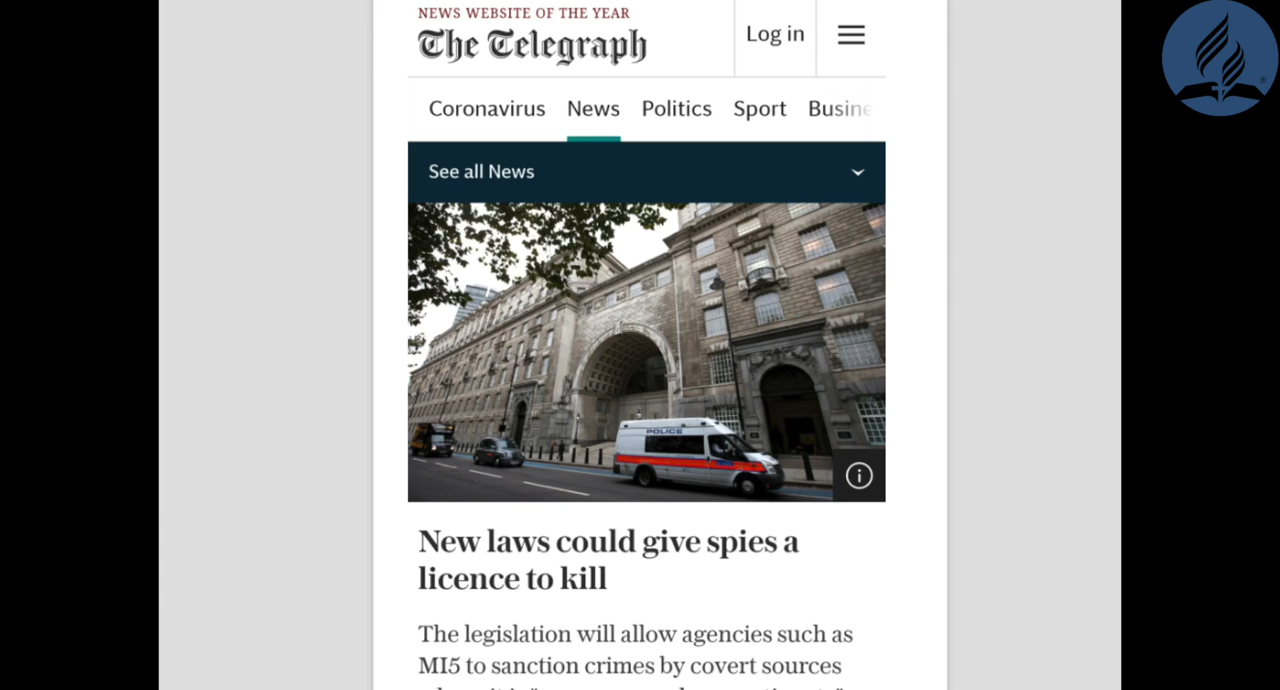 NEWS WEBSITE OF THE YEAR
The Telegraph
Log in
Coronavirus News Politics Sport Busine
See all News
POLICE
New laws could give spies a
licence to kill
The legislation will allow agencies such as
MI5 to sanction crimes by covert sources